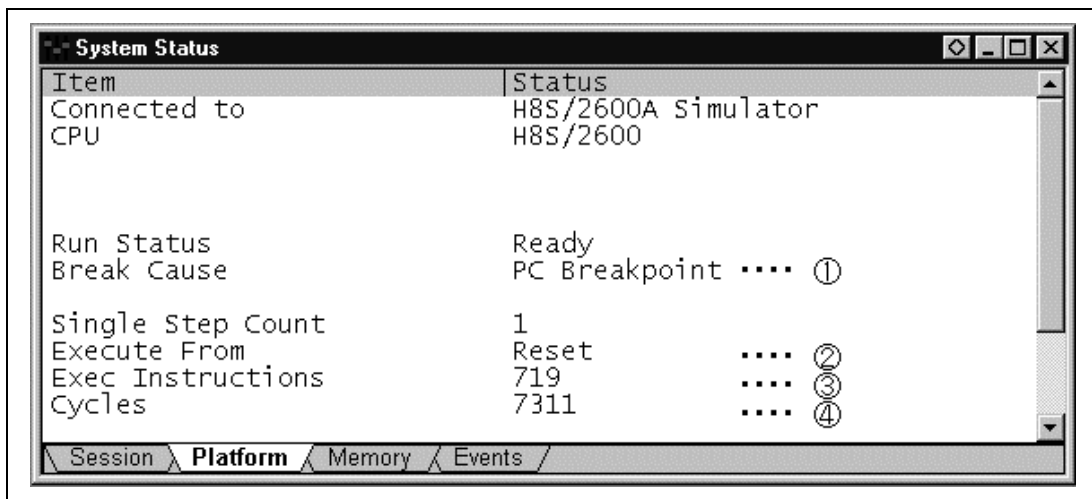 System Status
Item Status
Connected to H8S/2600A Simulator
CPU H8S/2600
Run Status Ready
Break Cause PC Breakpoint ···· ①
Single Step Count 1
Execute From Reset ···· ②
Exec Instructions 719 ···· ③
Cycles 7311 ···· ④
Session Platform Memory Events